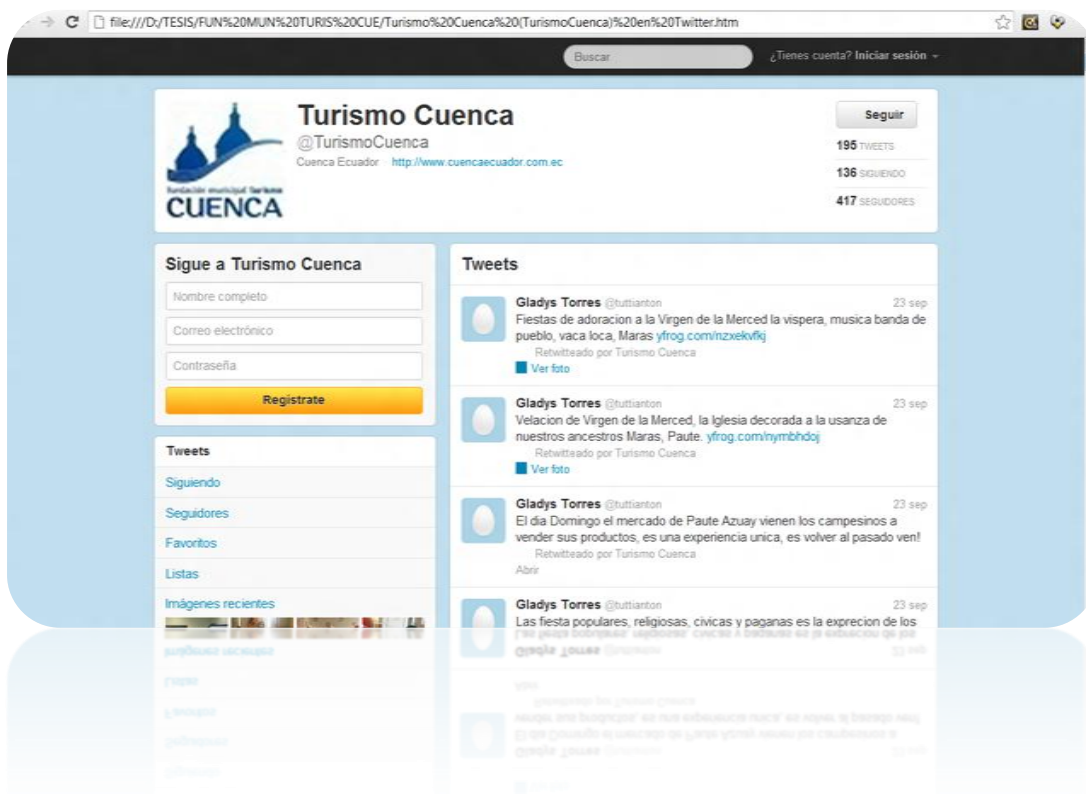 file:///D:/TESIS/FUN%20MUN%20TURIS%20CUE/Turismo%20Cuenca%20(TurismoCuenca)%20en%20Twitter.htm
Buscar
¿Tienes cuenta? Iniciar sesión
fundación municipal Turismo
CUENCA
Turismo Cuenca
@TurismoCuenca
Cuenca Ecuador http://www.cuencaecuador.com.ec
Seguir
195 TWEETS
136 SIGUIENDO
417 SEGUIDORES
Sigue a Turismo Cuenca
Nombre completo
Correo electrónico
Contraseña
Regístrate
Tweets
Siguiendo
Seguidores
Favoritos
Listas
Imágenes recientes
Tweets
Gladys Torres @tuttianton 23 sep
Fiestas de adoracion a la Virgen de la Merced la vispera, musica banda de
pueblo, vaca loca, Maras yfrog.com/nzxekvfkj
Retwitteado por Turismo Cuenca
Ver foto
Gladys Torres @tuttianton 23 sep
Velacion de Virgen de la Merced, la Iglesia decorada a la usanza de
nuestros ancestros Maras, Paute. yfrog.com/nymbhdoj
Retwitteado por Turismo Cuenca
Ver foto
Gladys Torres @tuttianton 23 sep
El dia Domingo el mercado de Paute Azuay vienen los campesinos a
vender sus productos, es una experiencia unica, es volver al pasado ven!
Retwitteado por Turismo Cuenca
Abrir
Gladys Torres @tuttianton 23 sep
Las fiesta populares, religiosas, civicas y paganas es la exprecion de los